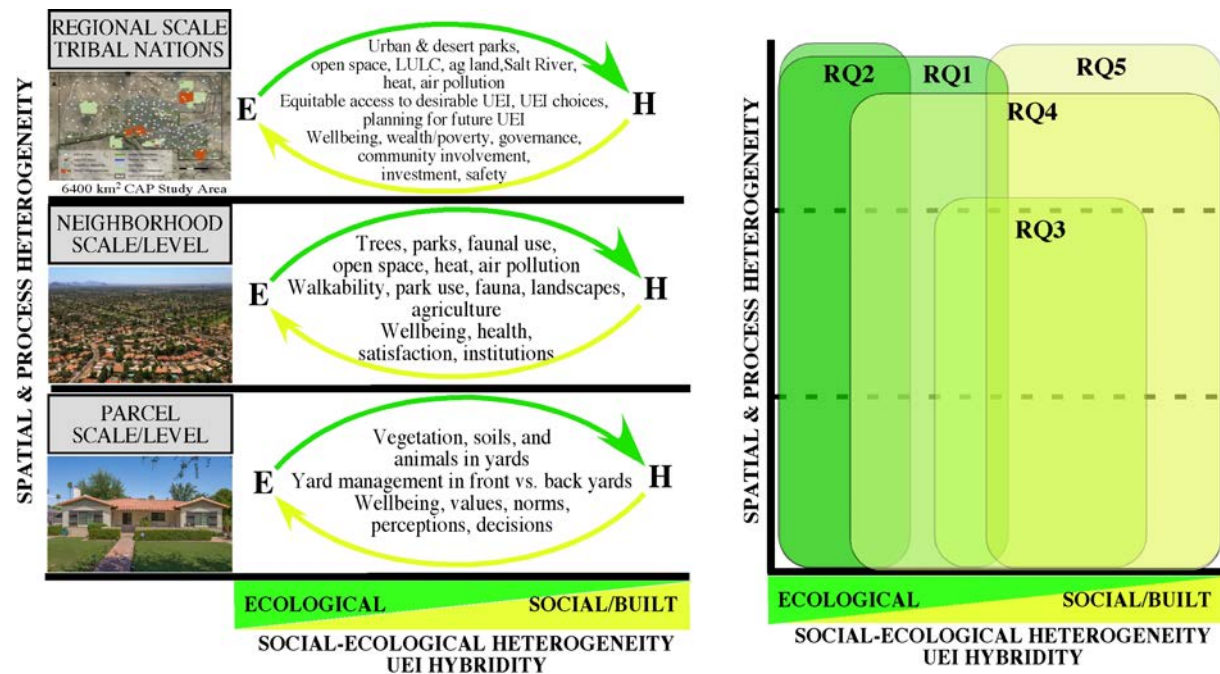 SPATIAL & PROCESS HETEROGENEITY
REGIONAL SCALE
TRIBAL NATIONS
6400 km² CAP Study Area
E
Urban & desert parks,
open space, LULC, ag land,Salt River,
heat, air pollution
Equitable access to desirable UEI, UEI choices,
planning for future UEI
Wellbeing, wealth/poverty, governance,
community involvement,
investment, safety
H
NEIGHBORHOOD
SCALE/LEVEL
E
Trees, parks, faunal use,
open space, heat, air pollution
Walkability, park use, fauna, landscapes,
agriculture
Wellbeing, health,
satisfaction, institutions
H
PARCEL
SCALE/LEVEL
E
Vegetation, soils, and
animals in yards
Yard management in front vs. back yards
Wellbeing, values, norms,
perceptions, decisions
H
ECOLOGICAL
SOCIAL/BUILT
SOCIAL-ECOLOGICAL HETEROGENEITY
UEI HYBRIDITY
SPATIAL & PROCESS HETEROGENEITY
RQ2
RQ1
RQ5
RQ4
RQ3
ECOLOGICAL
SOCIAL/BUILT
SOCIAL-ECOLOGICAL HETEROGENEITY
UEI HYBRIDITY